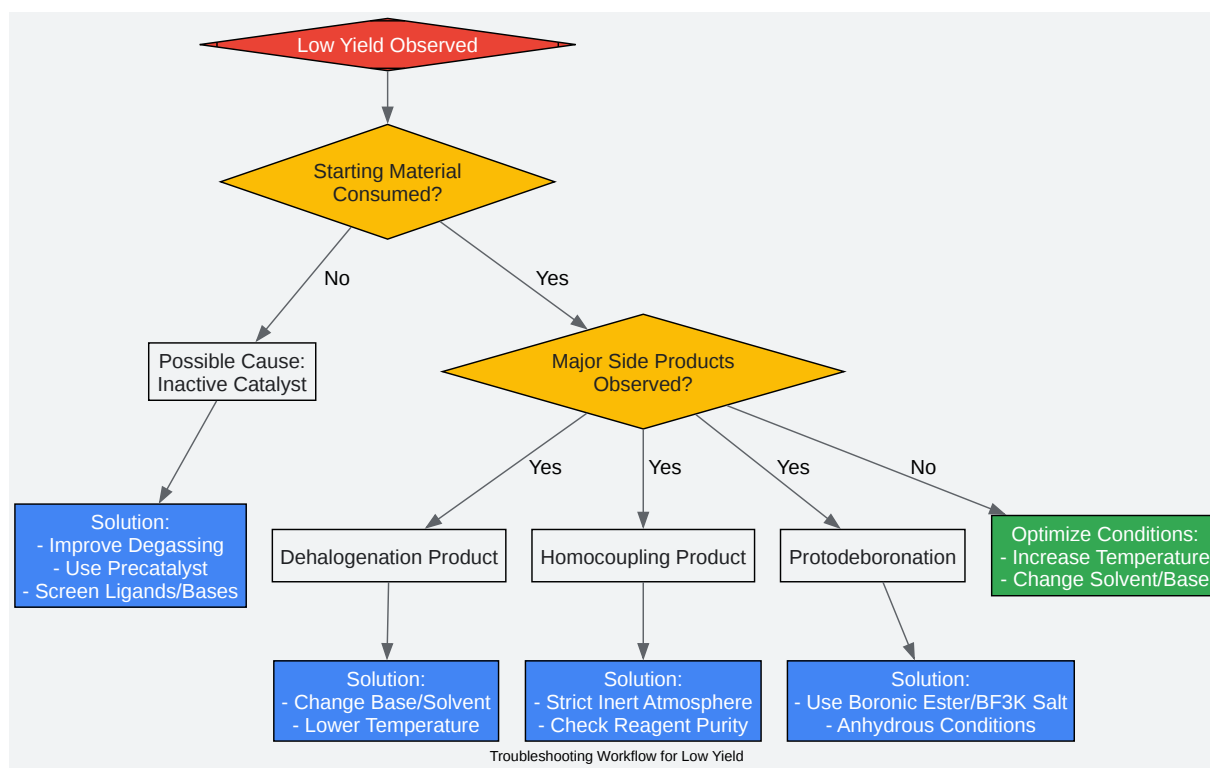 Low Yield Observed
Starting Material
Consumed?
No
Yes
Possible Cause:
Inactive Catalyst
Major Side Products
Observed?
Yes
Yes
Yes
No
Solution:
- Improve Degassing
- Use Precatalyst
- Screen Ligands/Bases
Dehalogenation Product
Homocoupling Product
Protodeboronation
Optimize Conditions:
- Increase Temperature
- Change Solvent/Base
Solution:
- Change Base/Solvent
- Lower Temperature
Solution:
- Strict Inert Atmosphere
- Check Reagent Purity
Solution:
- Use Boronic Ester/BF3K Salt
- Anhydrous Conditions
Troubleshooting Workflow for Low Yield